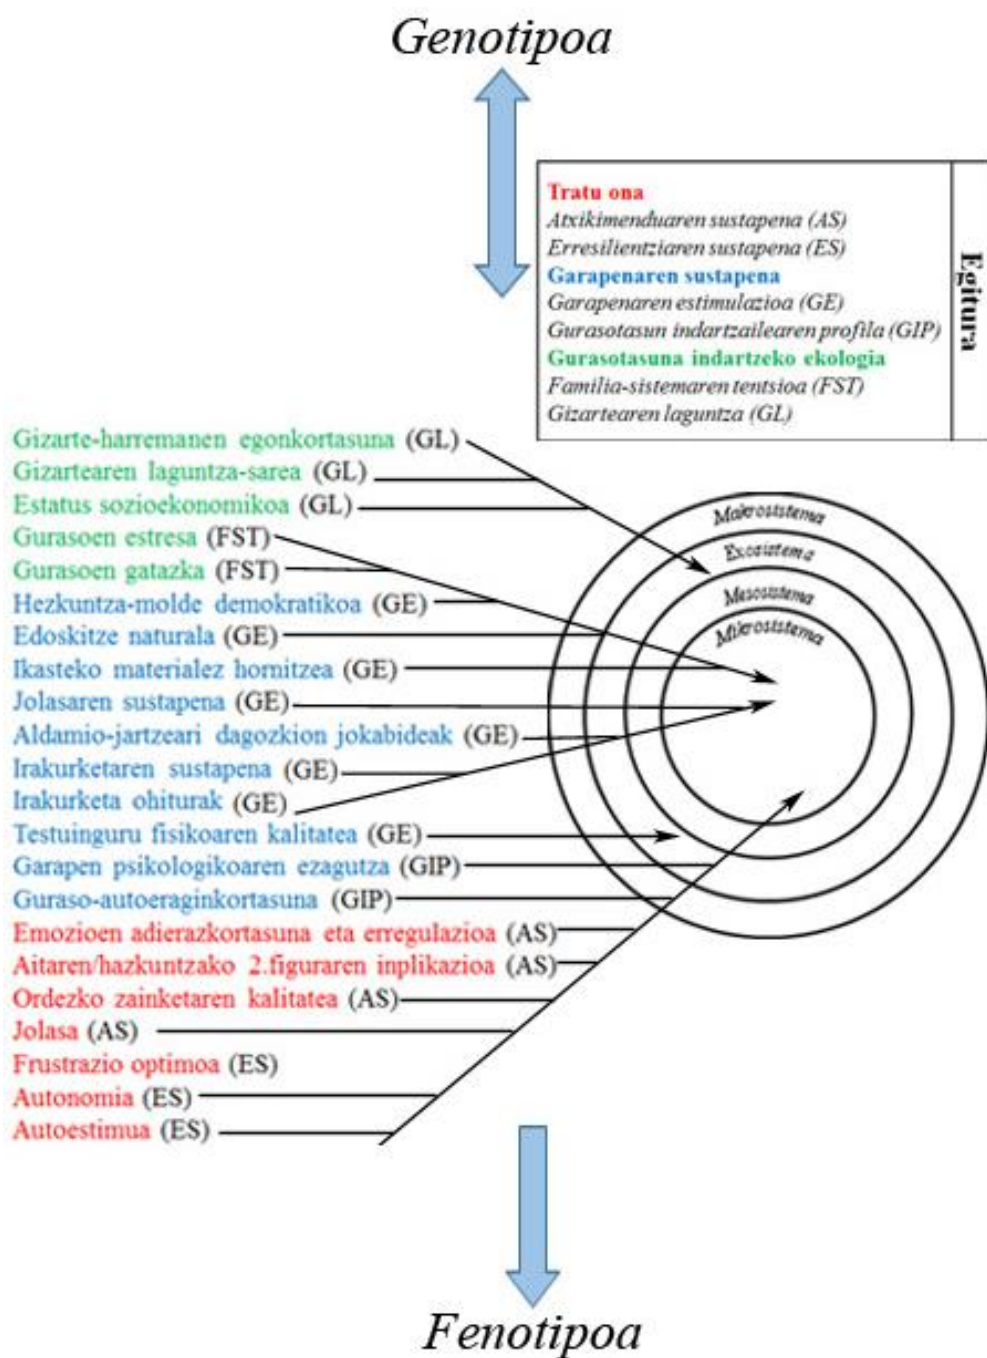 Genotipoa
Tratu ona
Atxikimenduaren sustapena (AS)
Erresilientziaren sustapena (ES)
Garapenaren sustapena
Garapenaren estimulazioa (GE)
Gurasotasun indartzailearen profila (GIP)
Gurasotasuna indartzeko ekologia
Familia-sistemaren tentsioa (FST)
Gizartearen laguntza (GL)
Egitura
Gizarte-harremanen egonkortasuna (GL)
Gizartearen laguntza-sarea (GL)
Estatus sozioekonomikoa (GL)
Gurasoen estresa (FST)
Gurasoen gatazka (FST)
Hezkuntza-molde demokratikoa (GE)
Edoskitze naturala (GE)
Ikasteko materialez hornitzea (GE)
Jolasaren sustapena (GE)
Aldamio-jartzeari dagozkion jokabideak (GE)
Irakurketaren sustapena (GE)
Irakurketa ohiturak (GE)
Testuinguru fisikoaren kalitatea (GE)
Garapen psikologikoaren ezagutza (GIP)
Guraso-autoeraginkortasuna (GIP)
Emozioen adierazkortasuna eta erregulazioa (AS)
Aitaren/hazkuntzako 2.figuraren inplikazioa (AS)
Ordezko zainketaren kalitatea (AS)
Jolasa (AS)
Frustrazio optimoa (ES)
Autonomia (ES)
Autoestimua (ES)
Makrosistema
Exosistema
Mesosistema
Mikrosistema
Fenotipoa